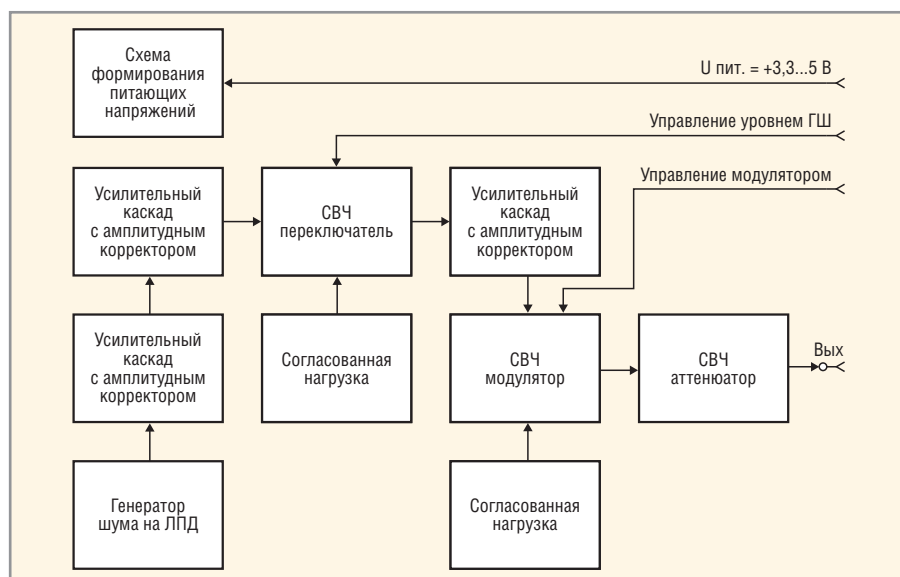 Схема
формирования
питающих
напряжений
U пит. = +3,3...5 В
Управление уровнем ГШ
Управление модулятором
Усилительный
каскад
с амплитудным
корректором
СВЧ
переключатель
Усилительный
каскад
с амплитудным
корректором
Усилительный
каскад
с амплитудным
корректором
Согласованная
нагрузка
СВЧ
модулятор
СВЧ
аттенюатор
Вых
Генератор
шума на ЛПД
Согласованная
нагрузка